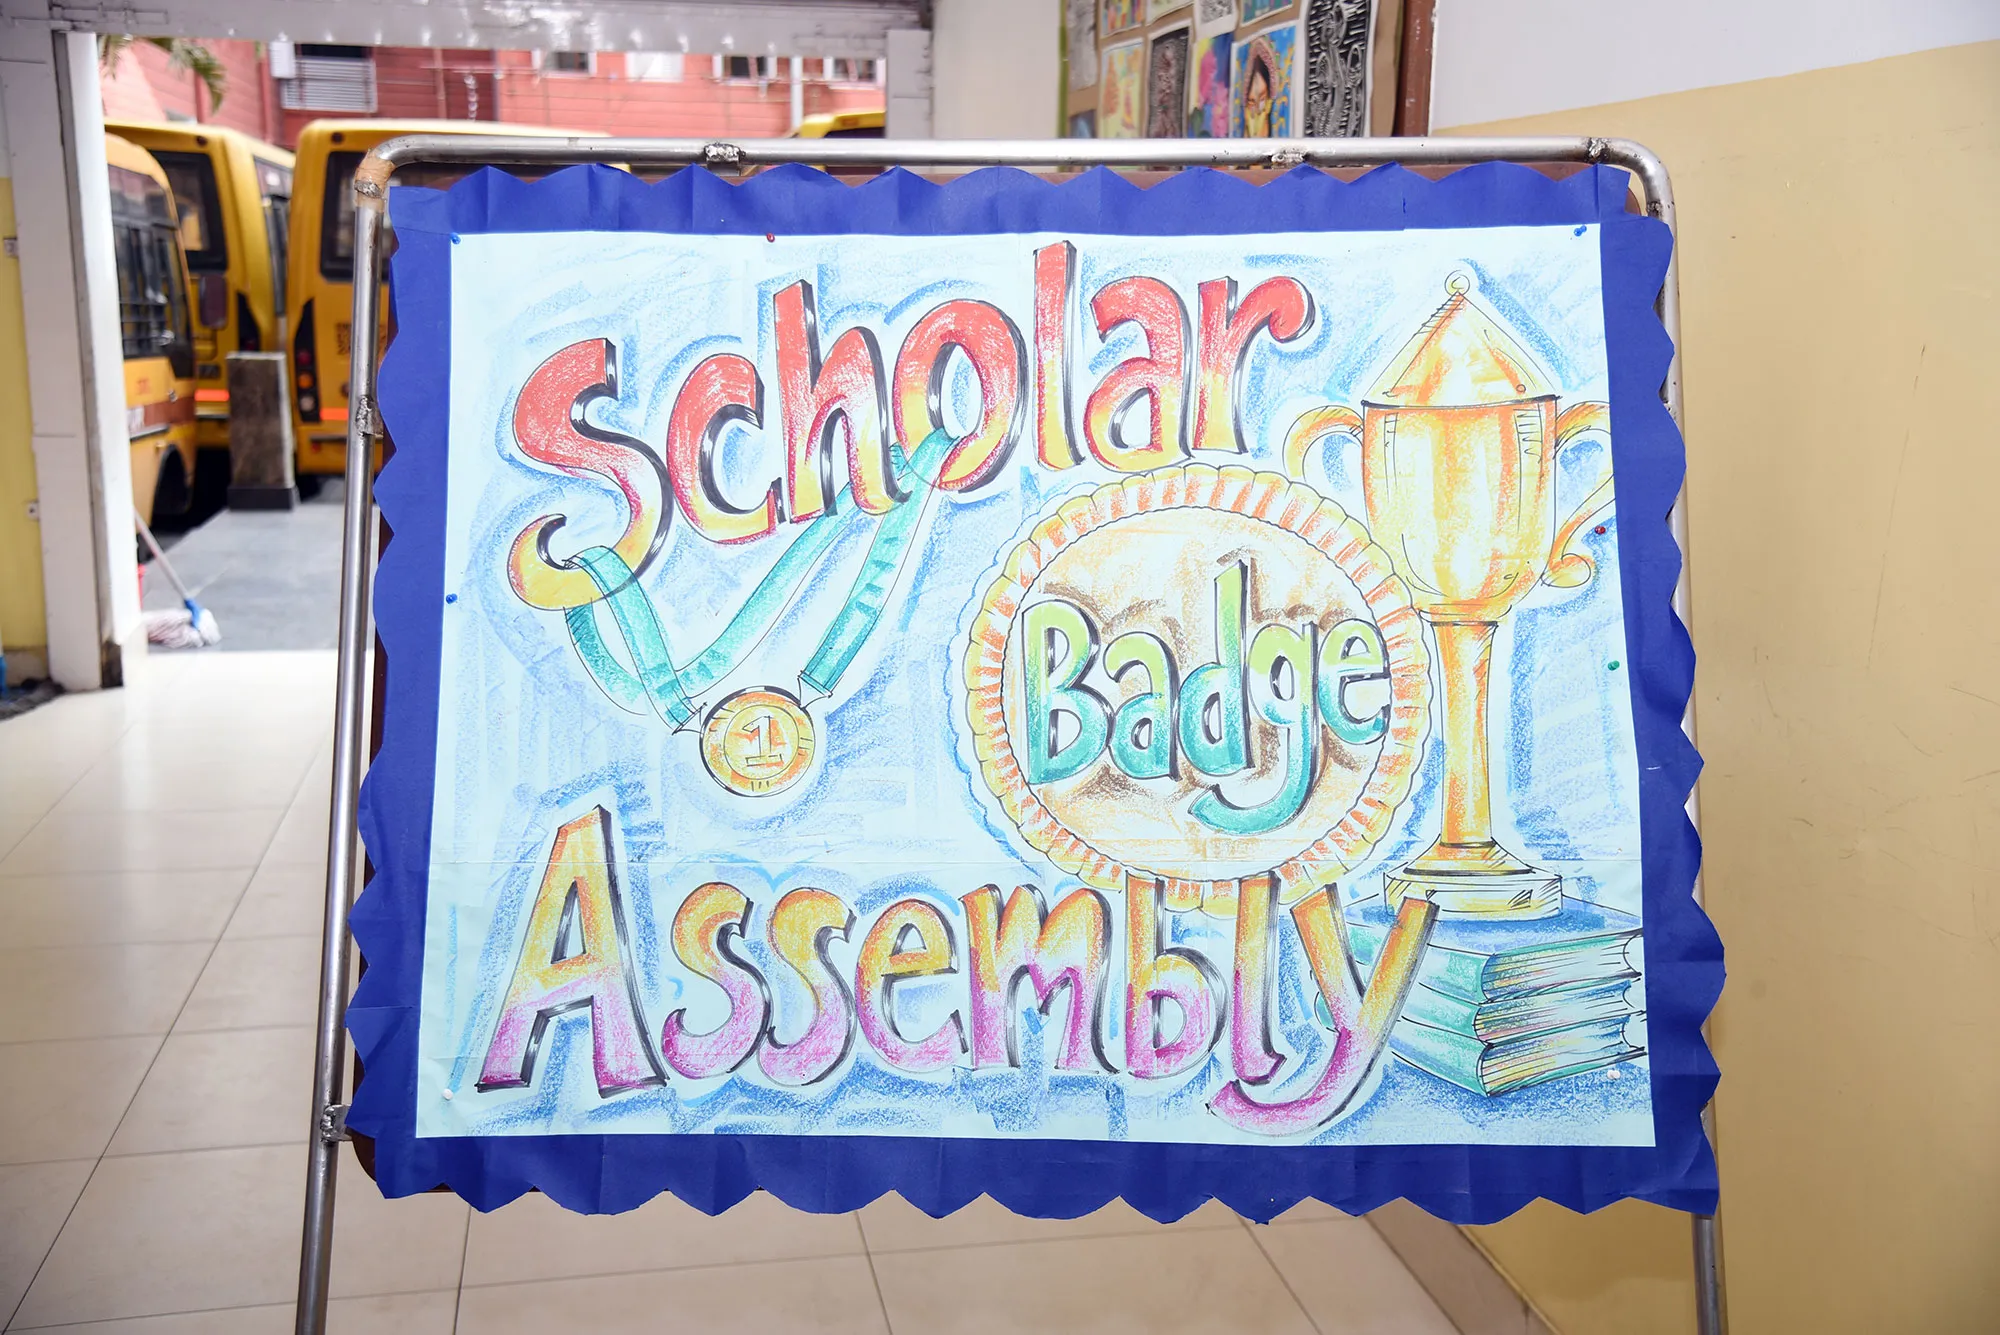 Scholar
Badge
1
Assembly